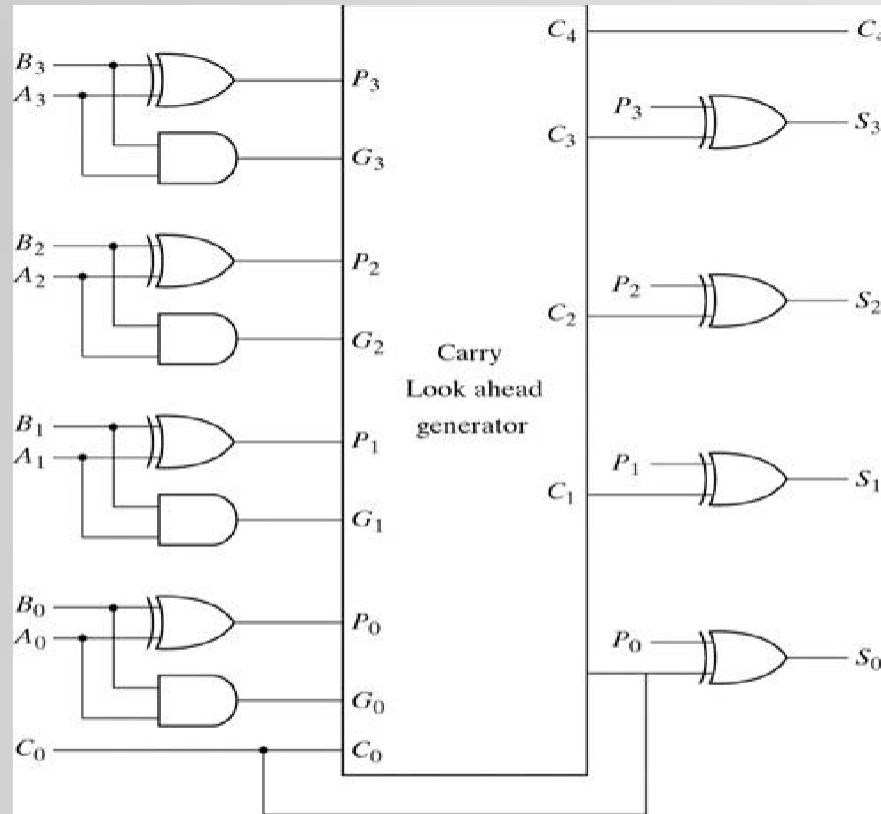 C4 C4
B3
A3
P3
P3
S3
C3
G3
B2
A2
P2
P2
S2
C2
G2
Carry
Look ahead
generator
B1
A1
P1
P1
S1
C1
G1
B0
A0
P0
P0
S0
G0
C0 C0